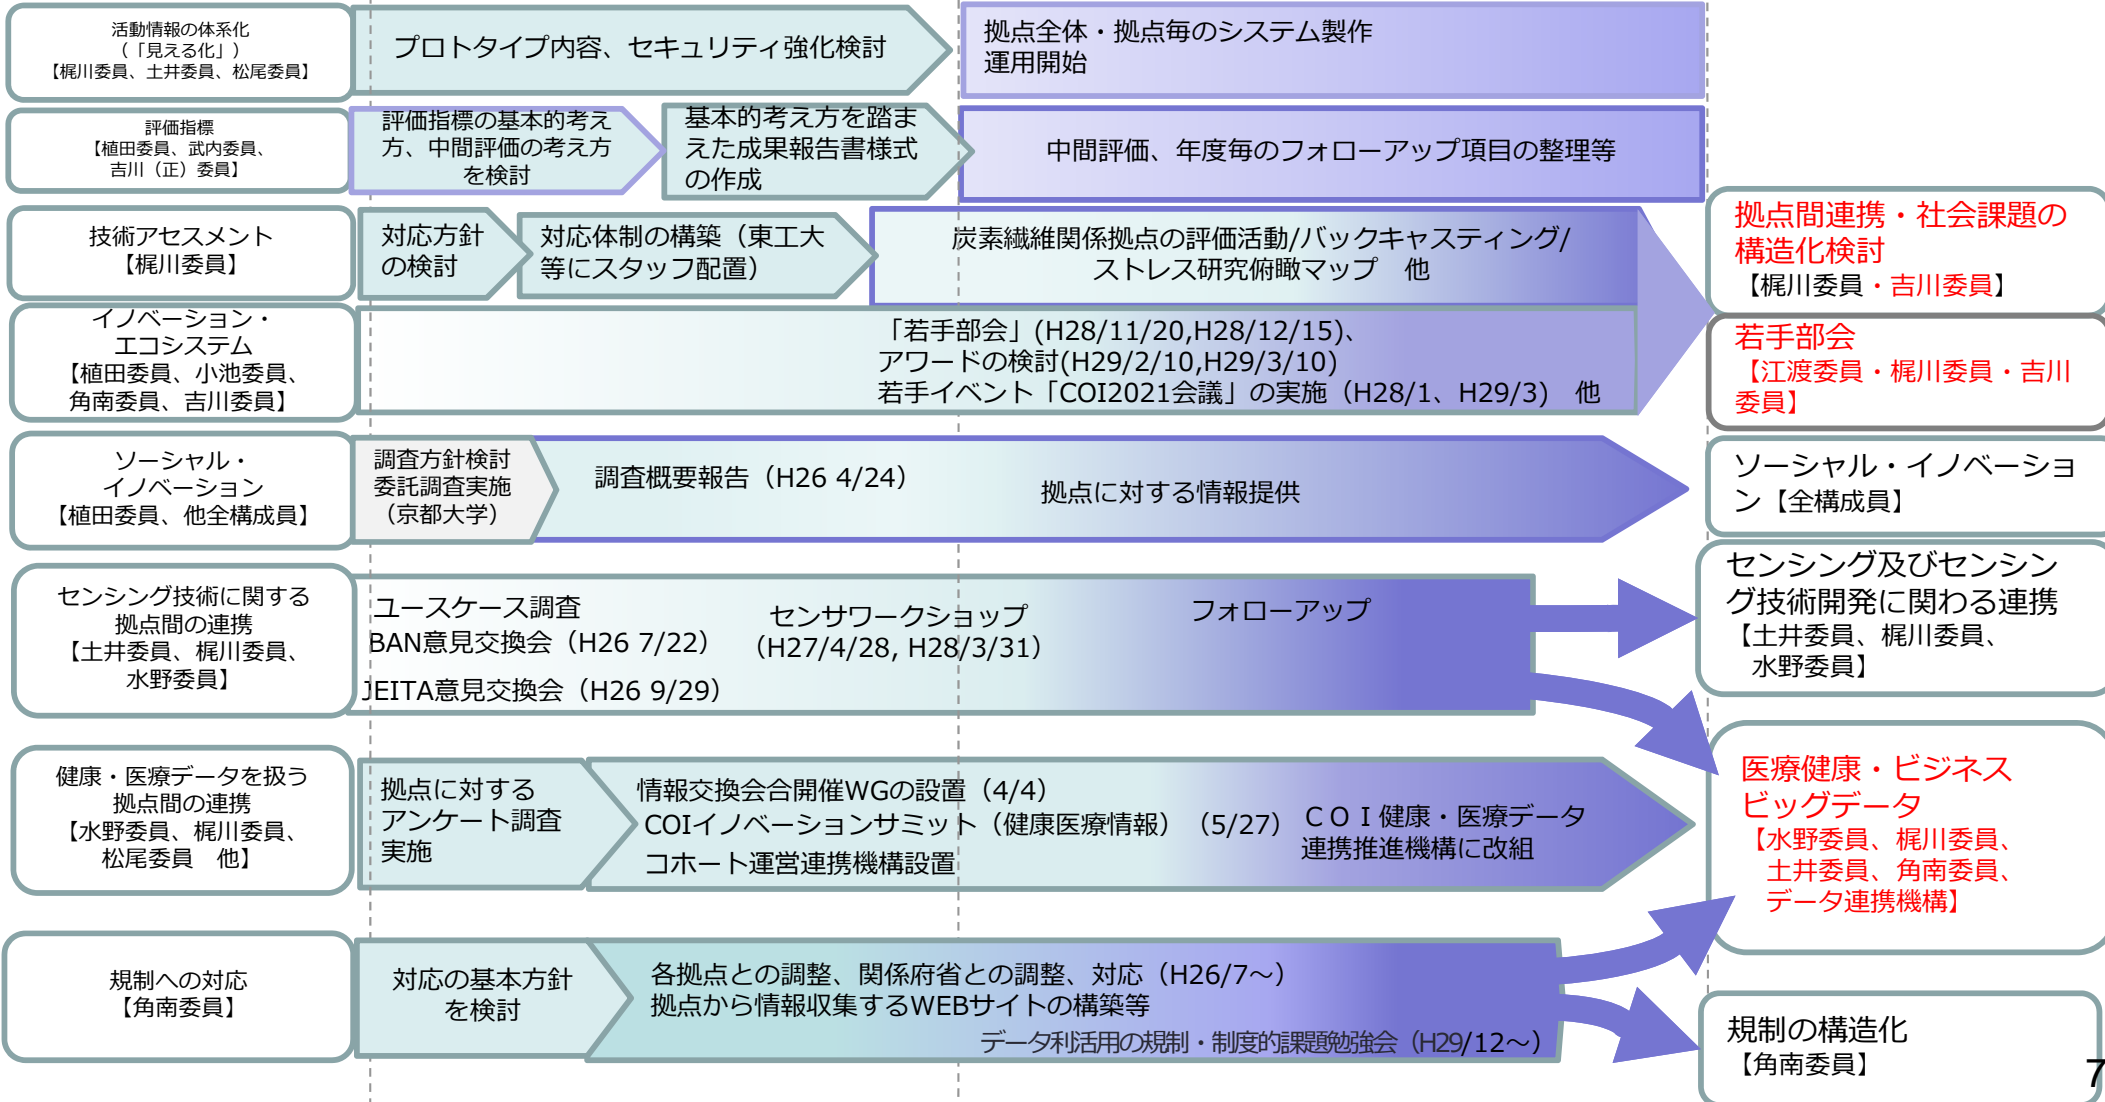 活動情報の体系化
（「見える化」）
【梶川委員、土井委員、松尾委員】
プロトタイプ内容、セキュリティ強化検討
拠点全体・拠点毎のシステム製作
運用開始
評価指標
【植田委員、武内委員、
吉川（正）委員】
評価指標の基本的考え
方、中間評価の考え方
を検討
基本的考え方を踏ま
えた成果報告書様式
の作成
中間評価、年度毎のフォローアップ項目の整理等
技術アセスメント
【梶川委員】
対応方針
の検討
対応体制の構築（東工大
等にスタッフ配置）
炭素繊維関係拠点の評価活動/バックキャスティング/
ストレス研究俯瞰マップ　他
拠点間連携・社会課題の
構造化検討
【梶川委員・吉川委員】
イノベーション・
エコシステム
【植田委員、小池委員、
角南委員、吉川委員】
「若手部会」(H28/11/20,H28/12/15)、
アワードの検討(H29/2/10,H29/3/10)
若手イベント「COI2021会議」の実施（H28/1、H29/3)　他
若手部会
【江渡委員・梶川委員・吉川
委員】
ソーシャル・
イノベーション
【植田委員、他全構成員】
調査方針検討
委託調査実施
（京都大学）
調査概要報告（H26 4/24）
拠点に対する情報提供
ソーシャル・イノベーショ
ン【全構成員】
センシング技術に関する
拠点間の連携
【土井委員、梶川委員、
水野委員】
ユースケース調査
BAN意見交換会（H26 7/22）
JEITA意見交換会（H26 9/29）
センサワークショップ
（H27/4/28, H28/3/31）
フォローアップ
センシング及びセンシン
グ技術開発に関わる連携
【土井委員、梶川委員、
水野委員】
健康・医療データを扱う
拠点間の連携
【水野委員、梶川委員、
松尾委員　他】
拠点に対する
アンケート調査
実施
情報交換会合開催WGの設置（4/4）
COIイノベーションサミット（健康医療情報）（5/27）
コホート運営連携機構設置
ＣＯＩ健康・医療データ
連携推進機構に改組
医療健康・ビジネス
ビッグデータ
【水野委員、梶川委員、
土井委員、角南委員、
データ連携機構】
規制への対応
【角南委員】
対応の基本方針
を検討
各拠点との調整、関係府省との調整、対応（H26/7～）
拠点から情報収集するWEBサイトの構築等
データ利活用の規制・制度的課題勉強会（H29/12～）
規制の構造化
【角南委員】
7